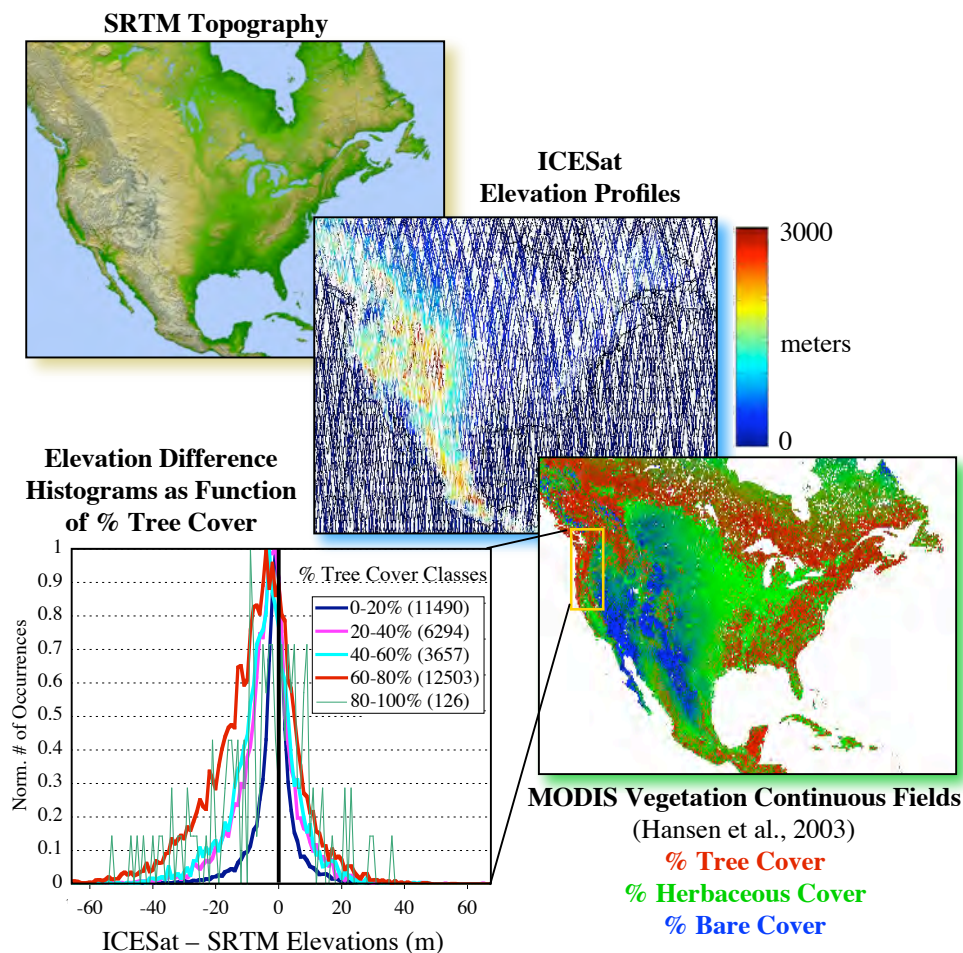 SRTM Topography
ICESat
Elevation Profiles
3000
meters
0
Elevation Difference
Histograms as Function
of % Tree Cover
1
0.9
0.8
0.7
0.6
0.5
0.4
0.3
0.2
0.1
0
Norm. # of Occurrences
% Tree Cover Classes
0-20% (11490)
20-40% (6294)
40-60% (3657)
60-80% (12503)
80-100% (126)
-60 -40 -20 0 20 40 60
ICESat – SRTM Elevations (m)
MODIS Vegetation Continuous Fields
(Hansen et al., 2003)
% Tree Cover
% Herbaceous Cover
% Bare Cover